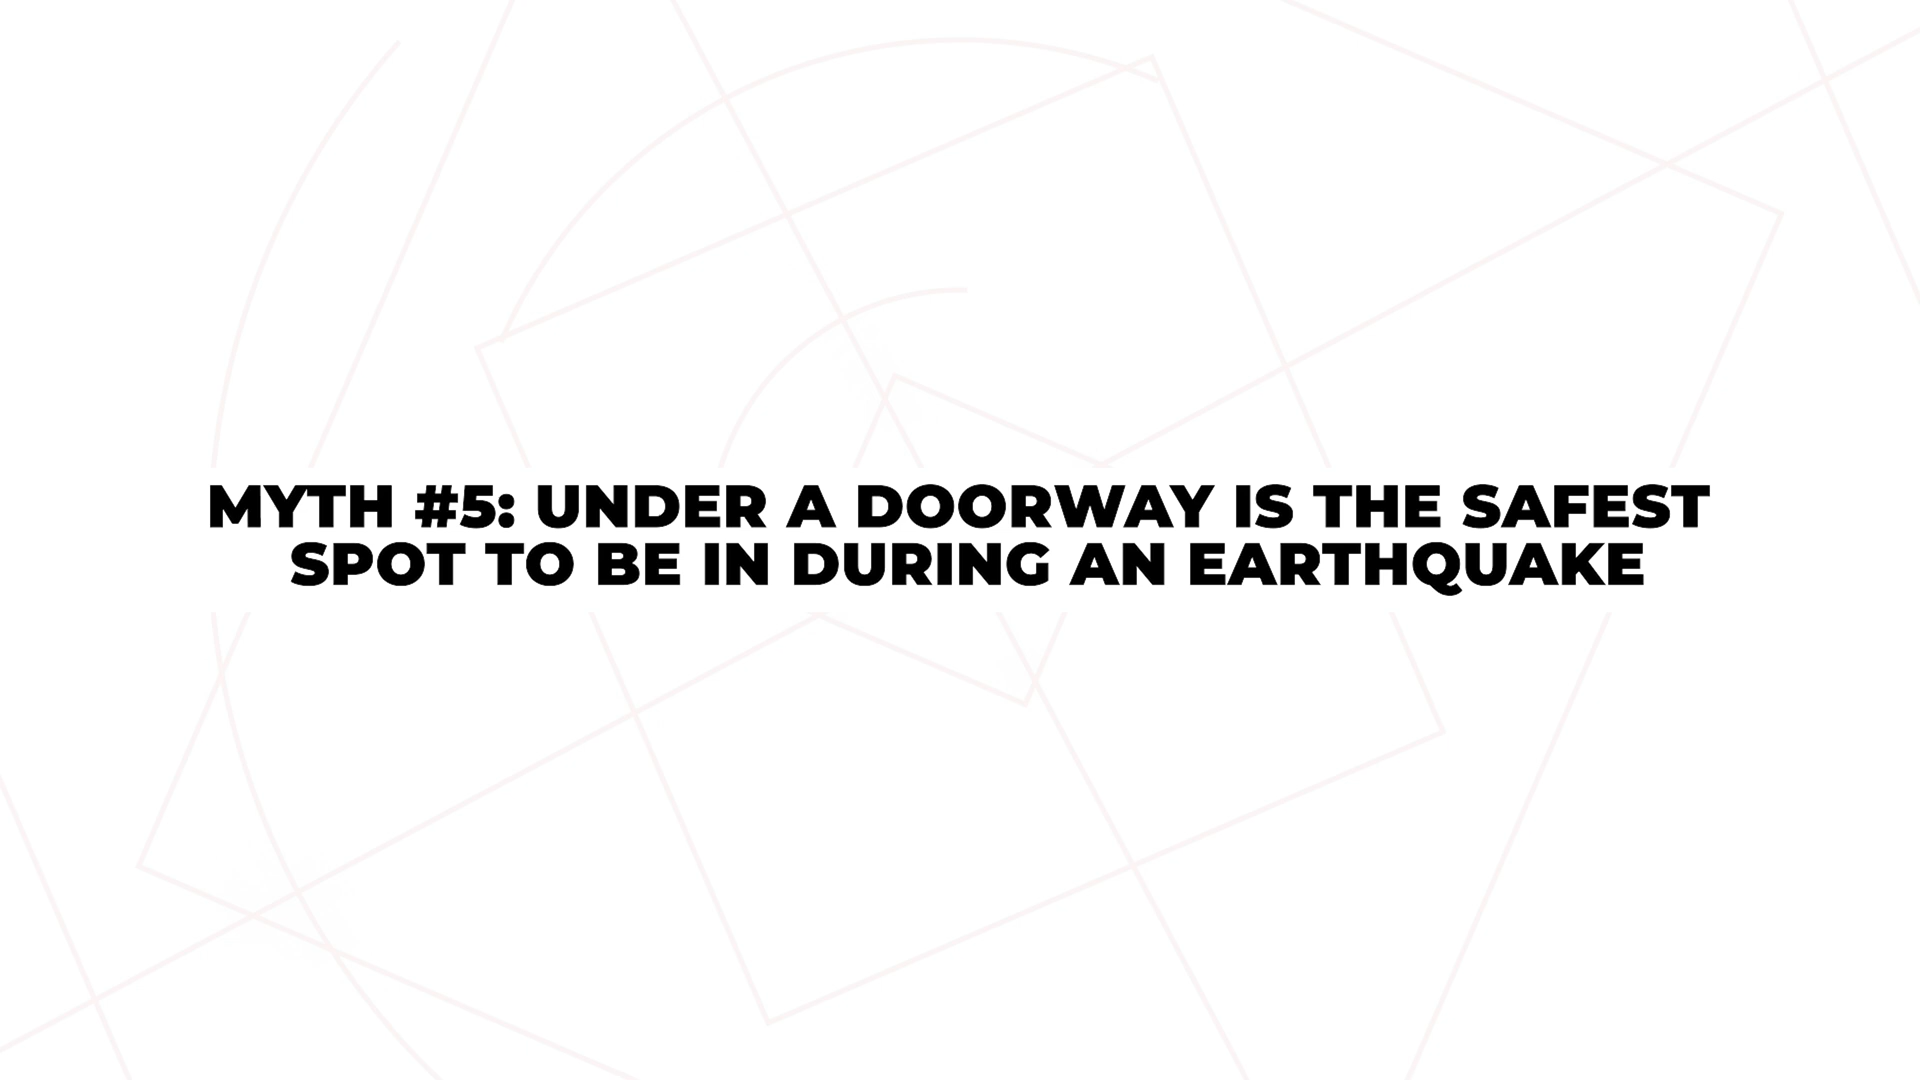 MYTH #5: UNDER A DOORWAY IS THE SAFEST
SPOT TO BE IN DURING AN EARTHQUAKE